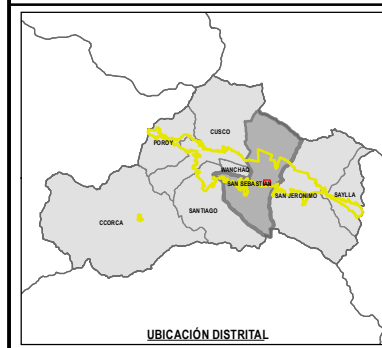 CUSCO
POROY
WANCHAQ
SAN SEBASTIAN
SAN JERONIMO
SAYLLA
SANTIAGO
CCORCA
UBICACIÓN DISTRITAL